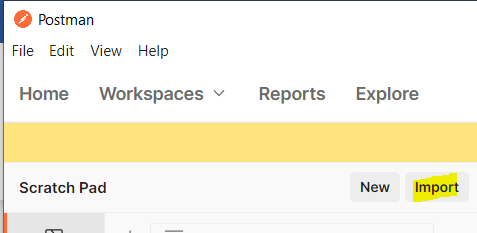 Postman
File Edit View Help
Home Workspaces Reports Explore
Scratch Pad New Import